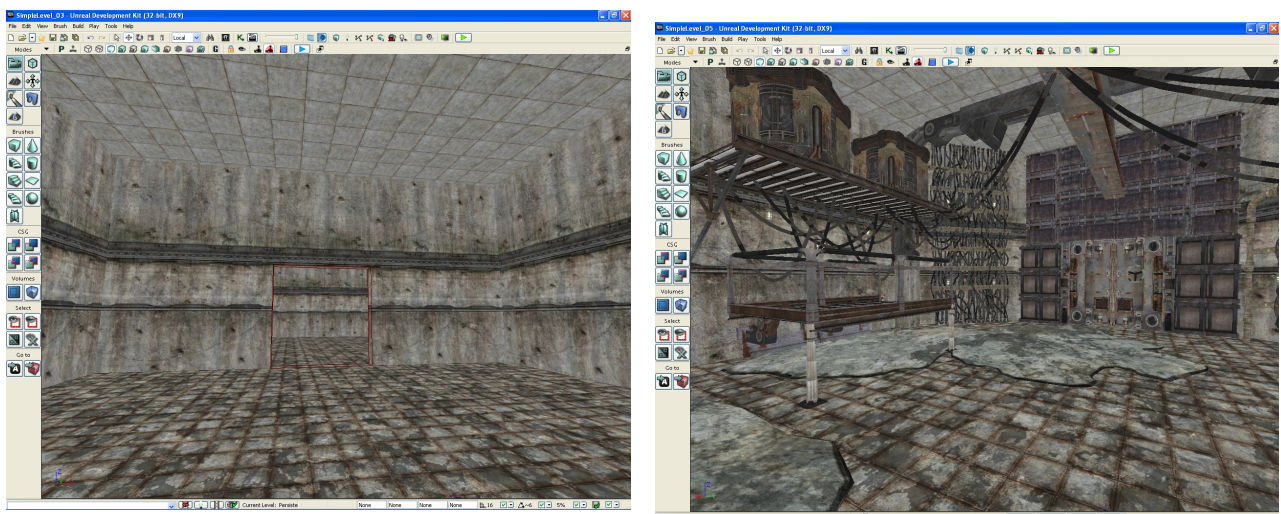 SimpleLevel_03 - Unreal Development Kit (32-bit, DX9)
File Edit View Brush Build Play Tools Help
Local
Modes
P
G
Brushes
CSG
Volumes
Select
Go to
Current Level: Persiste
None None None None 16 5%
SimpleLevel_05 - Unreal Development Kit (32-bit, DX9)
File Edit View Brush Build Play Tools Help
Local
Modes
P
G
Brushes
CSG
Volumes
Select
Go to